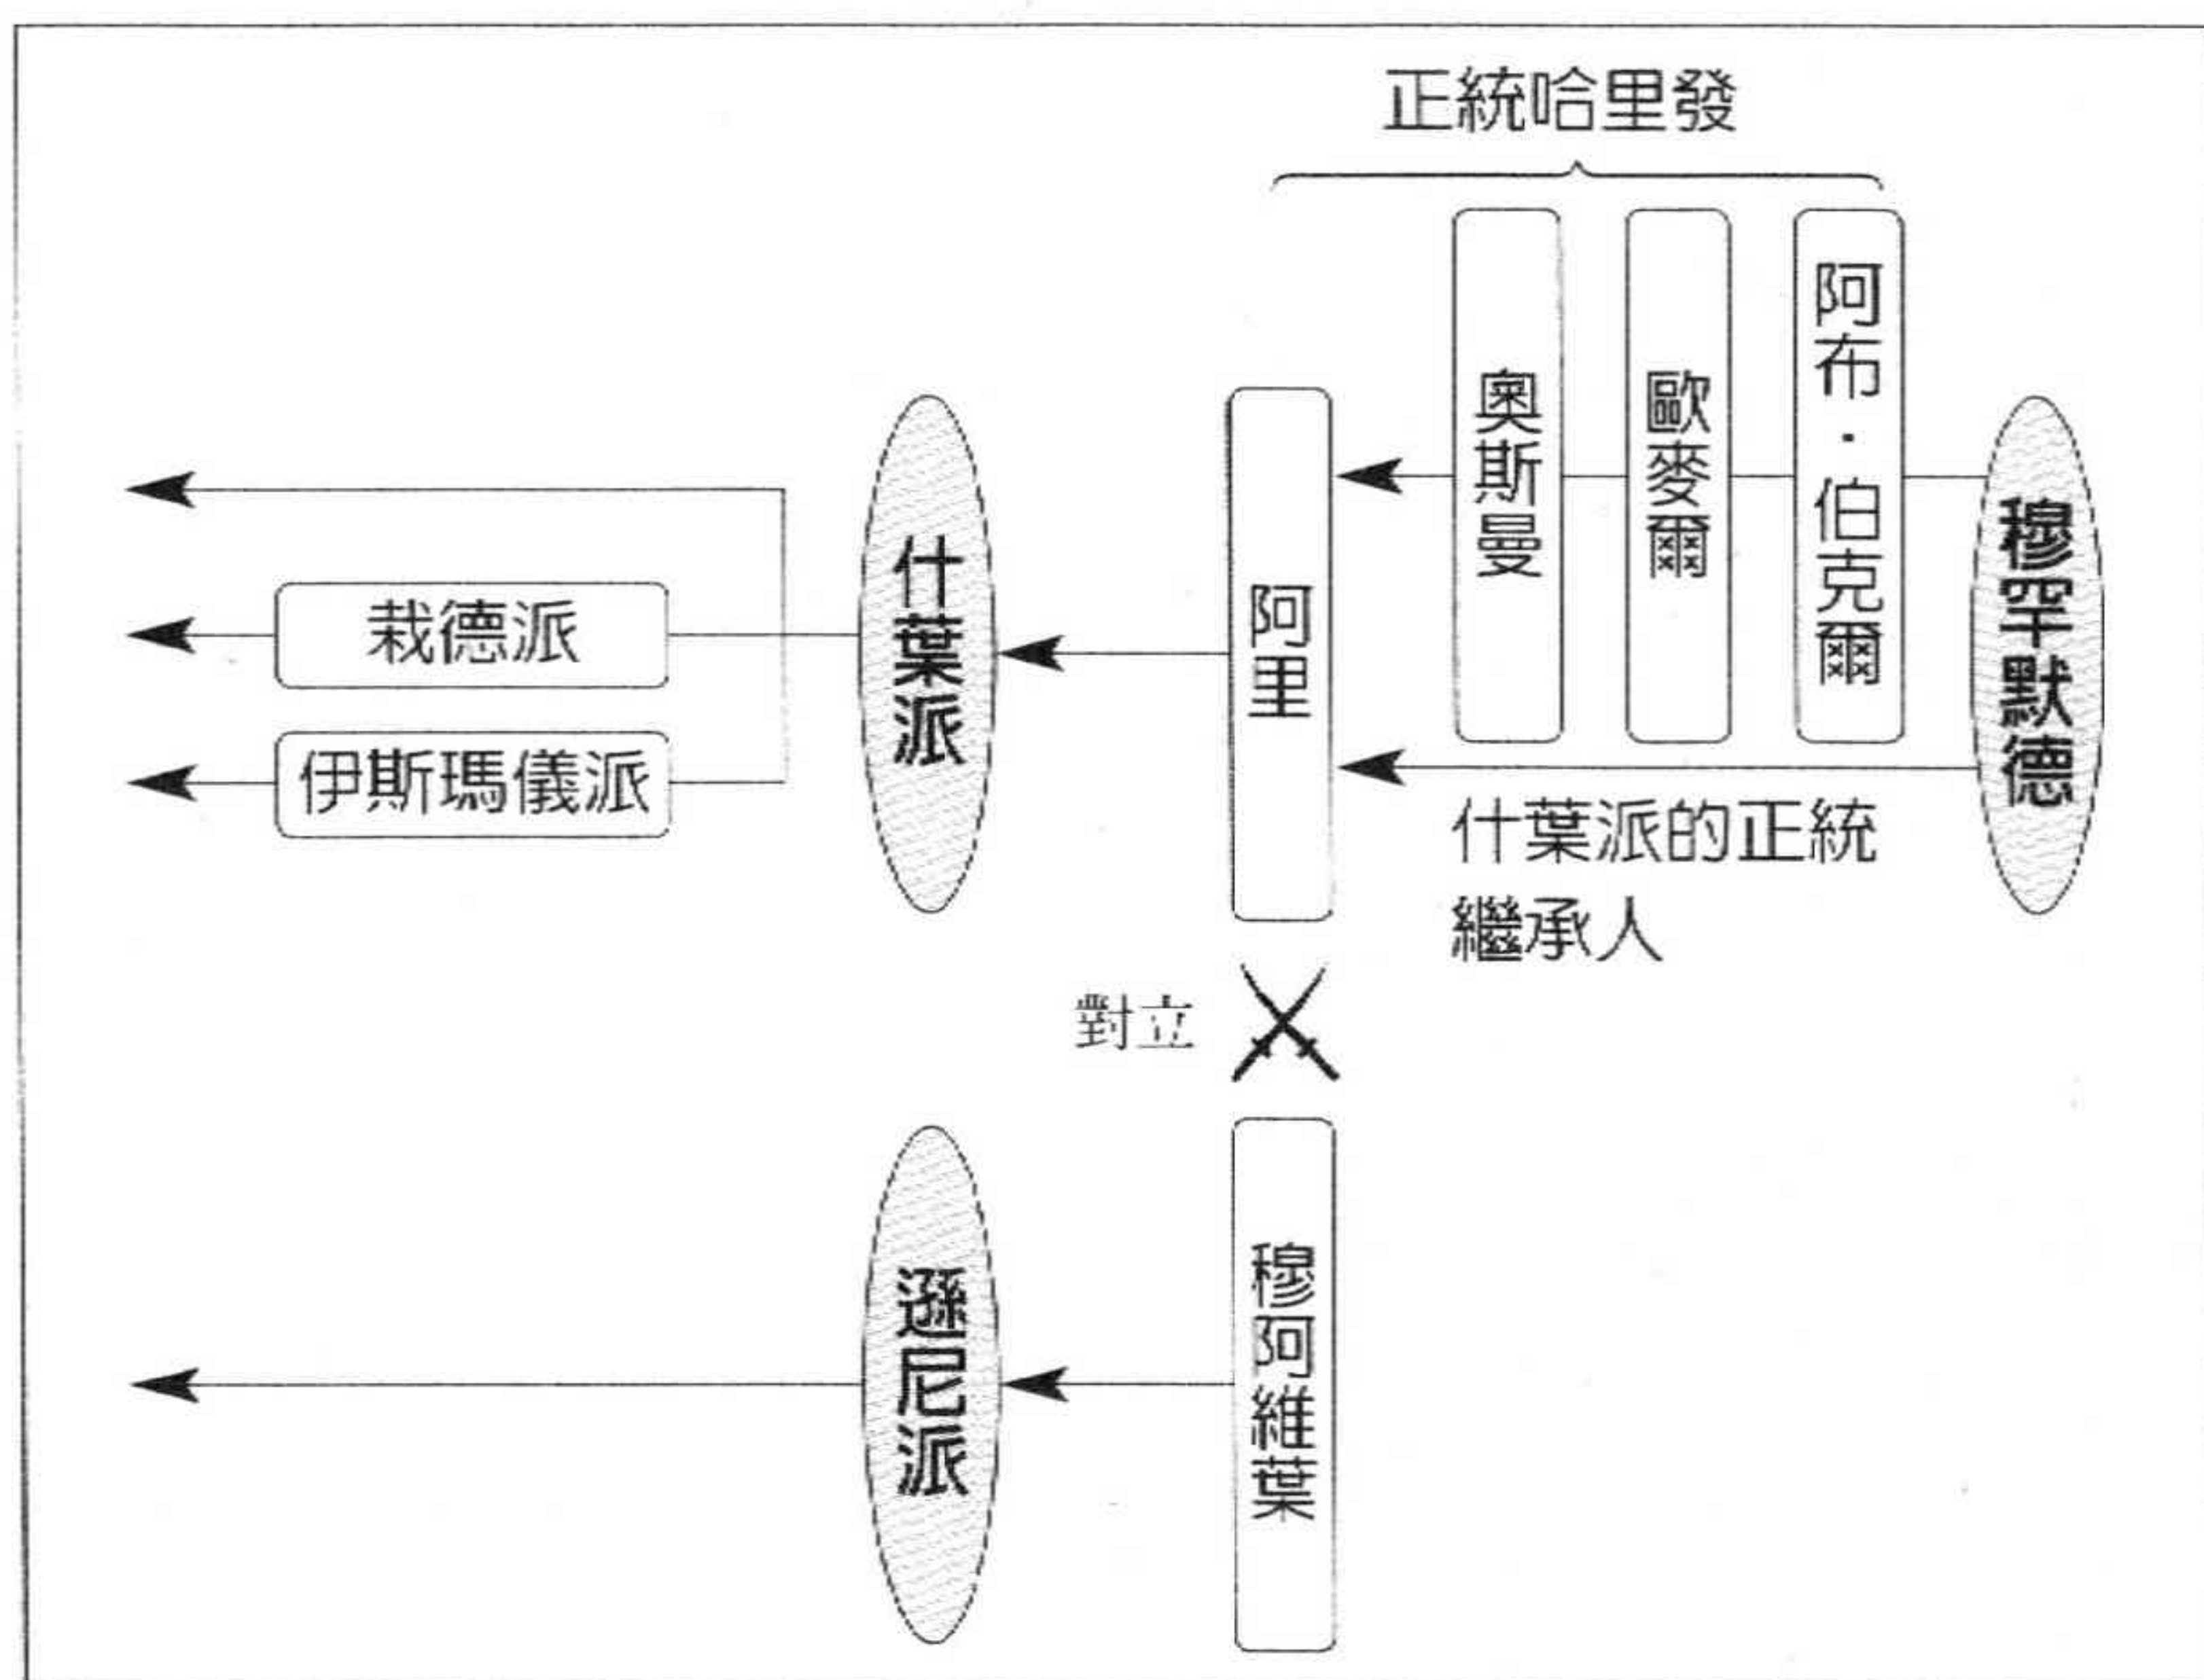 正統哈里發
穆罕默德
阿布·伯克爾
歐麥爾
奧斯曼
什葉派的正統
繼承人
阿里
什葉派
栽德派
伊斯瑪儀派
對立
穆阿維葉
遜尼派